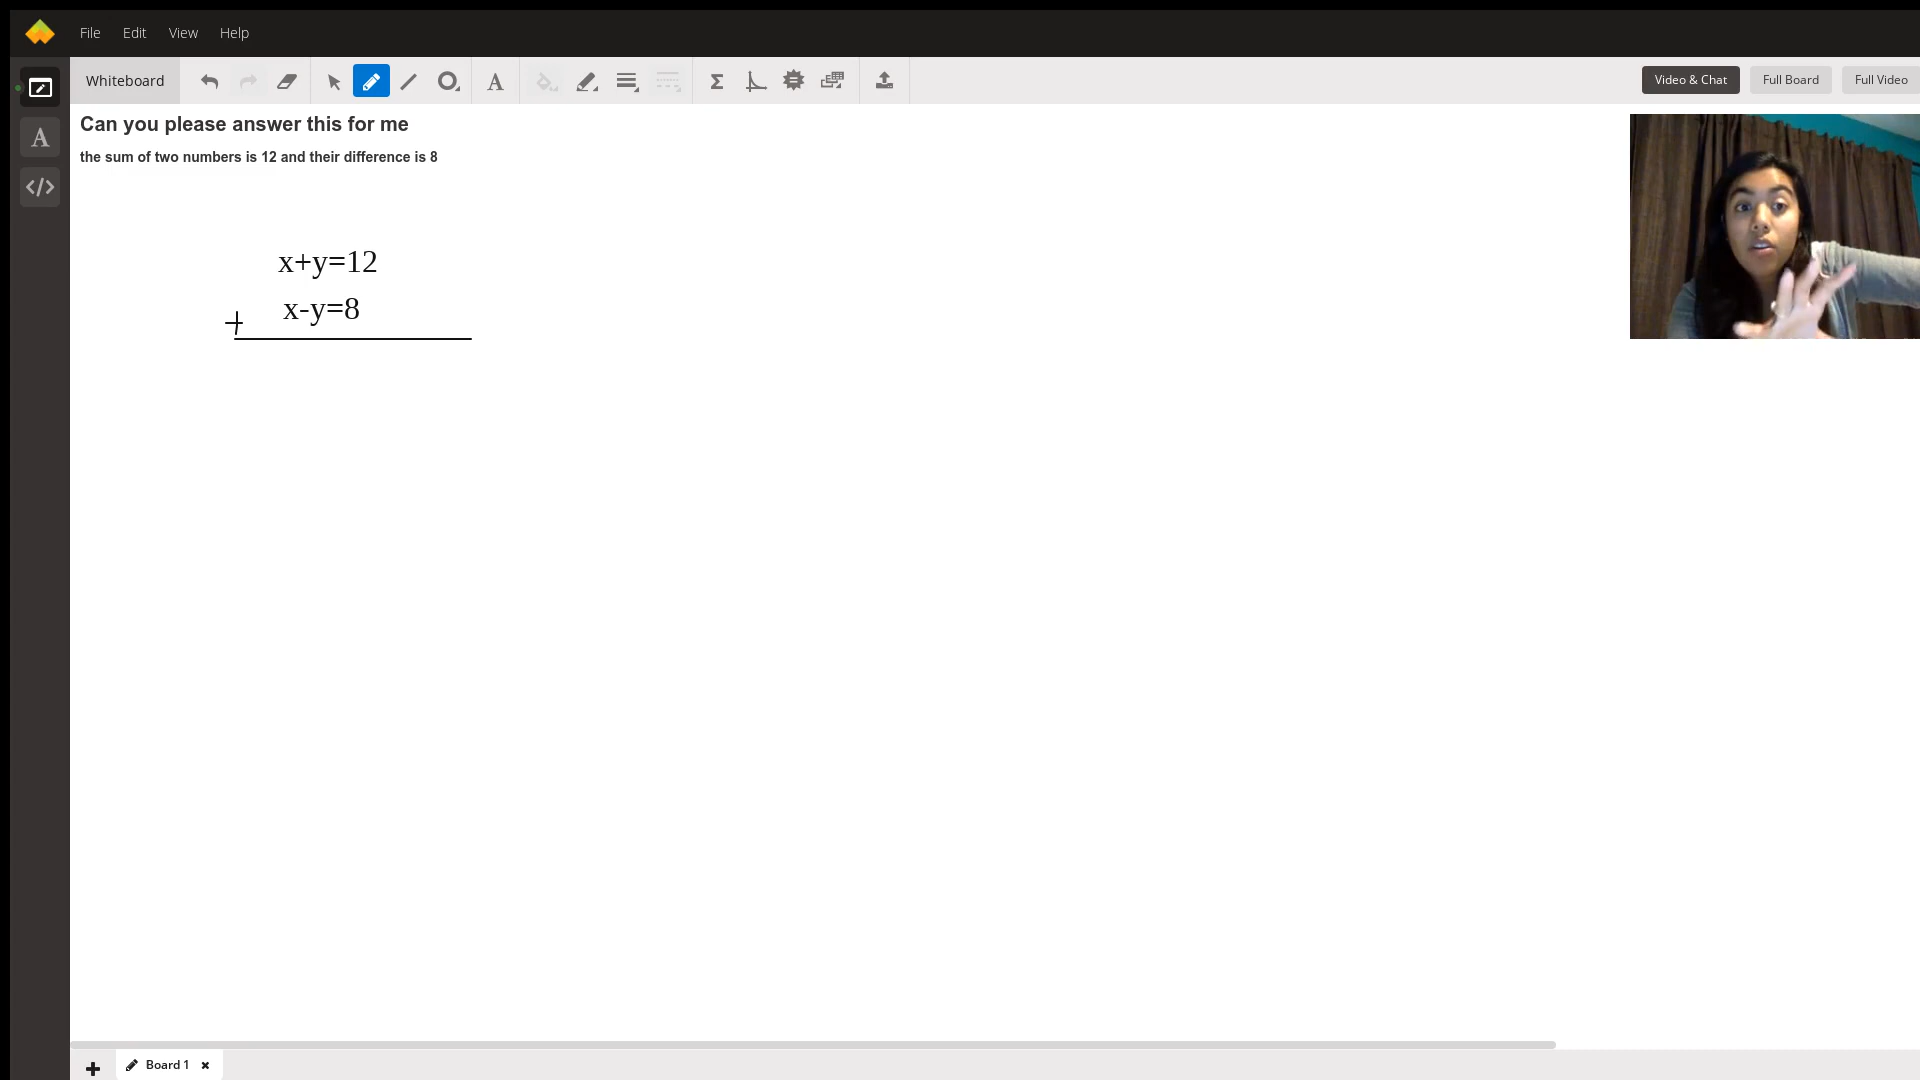 File Edit View Help
Whiteboard
Video & Chat Full Board Full Video
Can you please answer this for me
the sum of two numbers is 12 and their difference is 8
x+y=12
+ x-y=8
Board 1